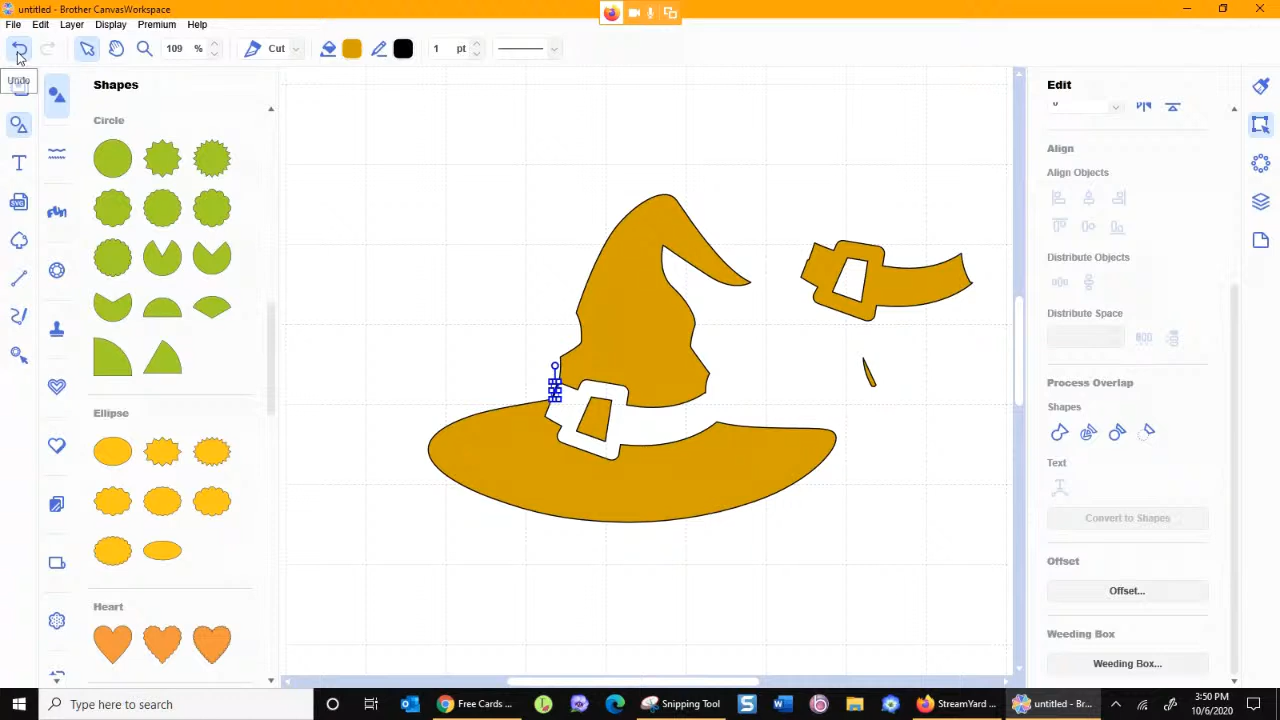 untitled - Brother CanvasWorkspace
File Edit Layer Display Premium Help
109 % Cut 1 pt
Undo
Shapes
Circle
Ellipse
Heart
Edit
0
Align
Align Objects
Distribute Objects
Distribute Space
Process Overlap
Shapes
Text
Convert to Shapes
Offset
Offset...
Weeding Box
Weeding Box...
Type here to search
Free Cards ...
Snipping Tool
StreamYard ...
untitled - Br...
3:50 PM
10/6/2020